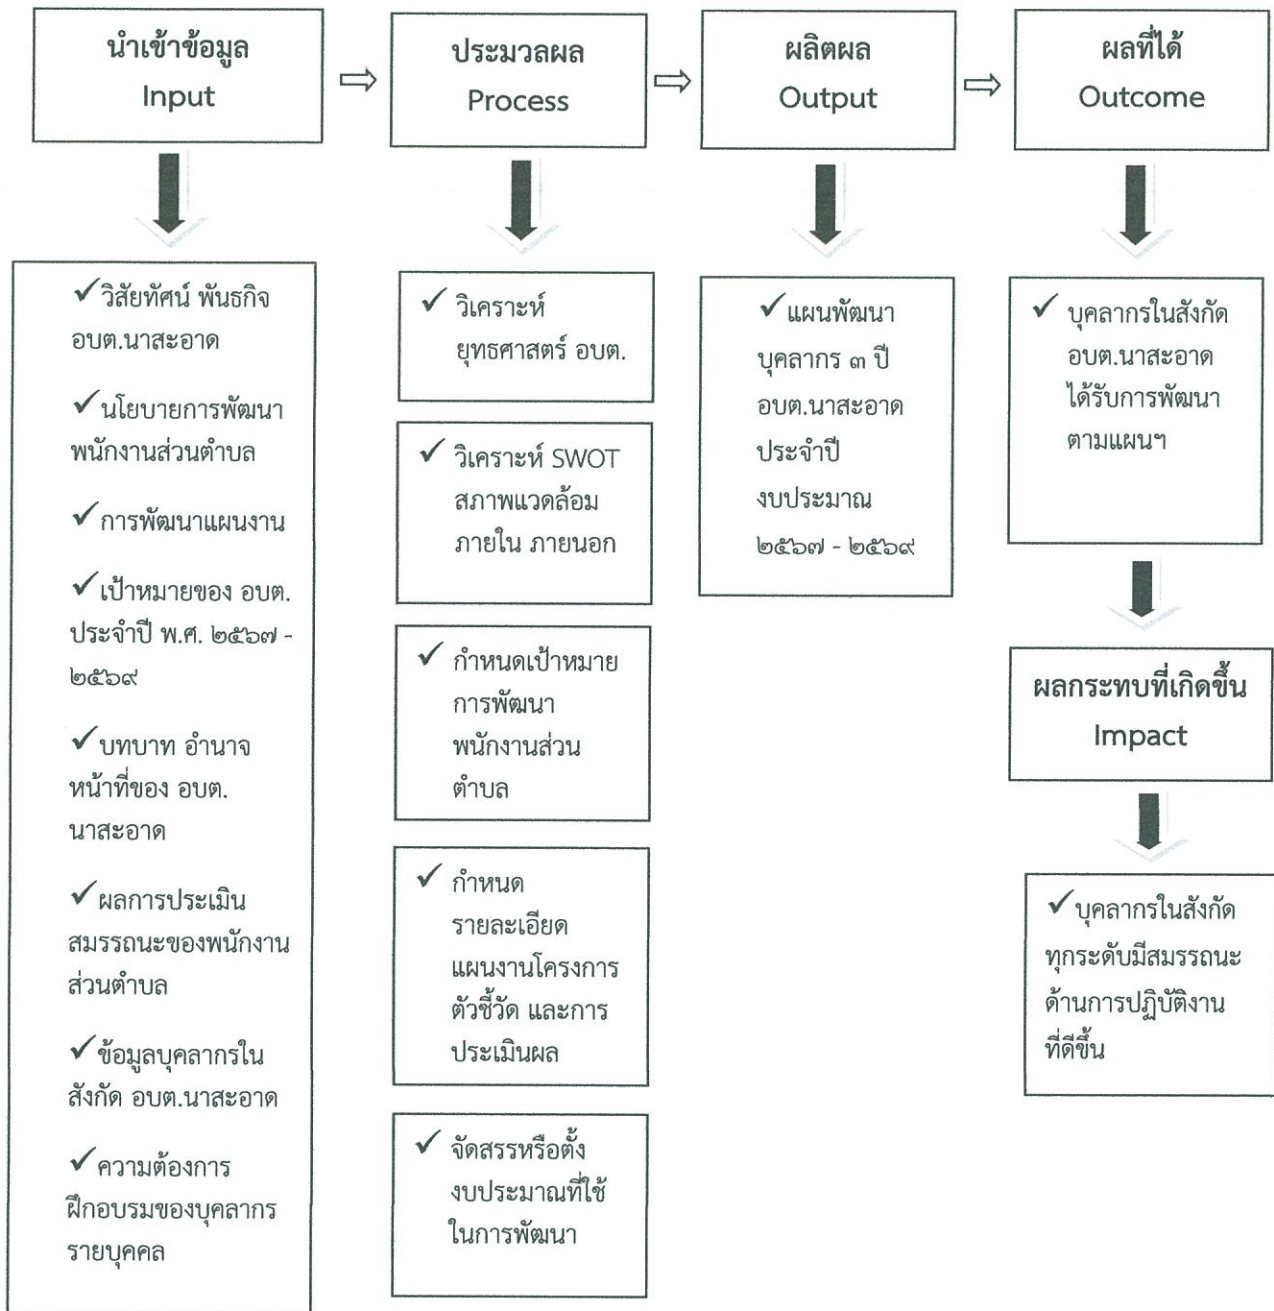 นำเข้าข้อมูล
Input
ประมวลผล
Process
ผลิตผล
Output
ผลที่ได้
Outcome
✓วิสัยทัศน์ พันธกิจ
อบต.นาสะอาด
✓นโยบายการพัฒนา
พนักงานส่วนตำบล
✓การพัฒนาแผนงาน
✓เป้าหมายของ อบต.
ประจำปี พ.ศ. ๒๕๖๗ -
๒๕๖๙
✓บทบาท อำนาจ
หน้าที่ของ อบต.
นาสะอาด
✓ผลการประเมิน
สมรรถนะของพนักงาน
ส่วนตำบล
✓ข้อมูลบุคลากรใน
สังกัด อบต.นาสะอาด
✓ความต้องการ
ฝึกอบรมของบุคลากร
รายบุคคล
✓ วิเคราะห์
ยุทธศาสตร์ อบต.
✓ วิเคราะห์ SWOT
สภาพแวดล้อม
ภายใน ภายนอก
✓ กำหนดเป้าหมาย
การพัฒนา
พนักงานส่วน
ตำบล
✓ กำหนด
รายละเอียด
แผนงานโครงการ
ตัวชี้วัด และการ
ประเมินผล
✓ จัดสรรหรือตั้ง
งบประมาณที่ใช้
ในการพัฒนา
✓แผนพัฒนา
บุคลากร ๓ ปี
อบต.นาสะอาด
ประจำปี
งบประมาณ
๒๕๖๗ - ๒๕๖๙
✓ บุคลากรในสังกัด
อบต.นาสะอาด
ได้รับการพัฒนา
ตามแผนฯ
ผลกระทบที่เกิดขึ้น
Impact
✓บุคลากรในสังกัด
ทุกระดับมีสมรรถนะ
ด้านการปฏิบัติงาน
ที่ดีขึ้น